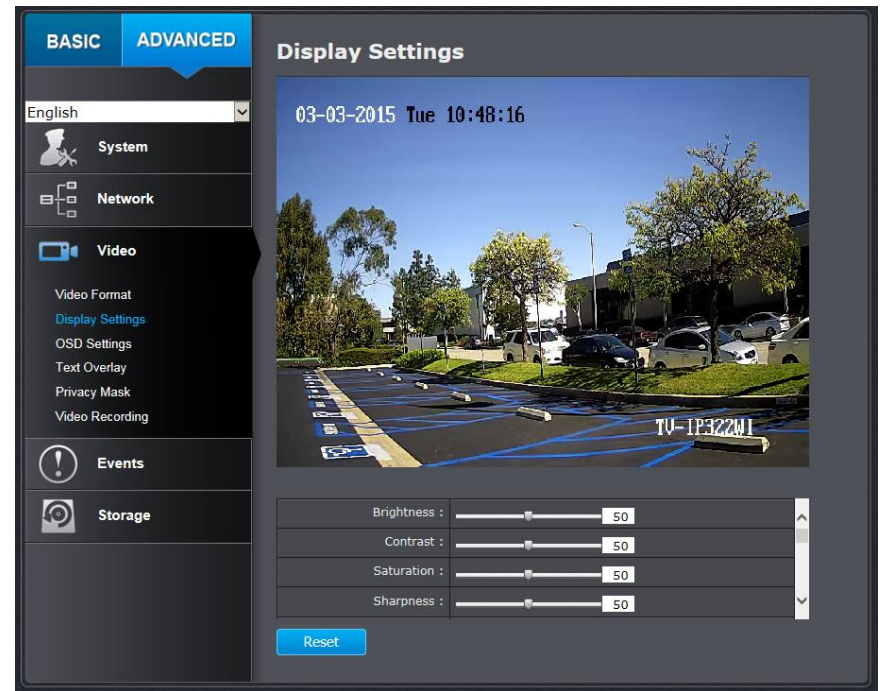 BASIC
ADVANCED
English
System
Network
Video
Video Format
Display Settings
OSD Settings
Text Overlay
Privacy Mask
Video Recording
Events
Storage
Display Settings
03-03-2015 Tue 10:48:16
TV-IP322WI
Brightness : 50
Contrast : 50
Saturation : 50
Sharpness : 50
Reset